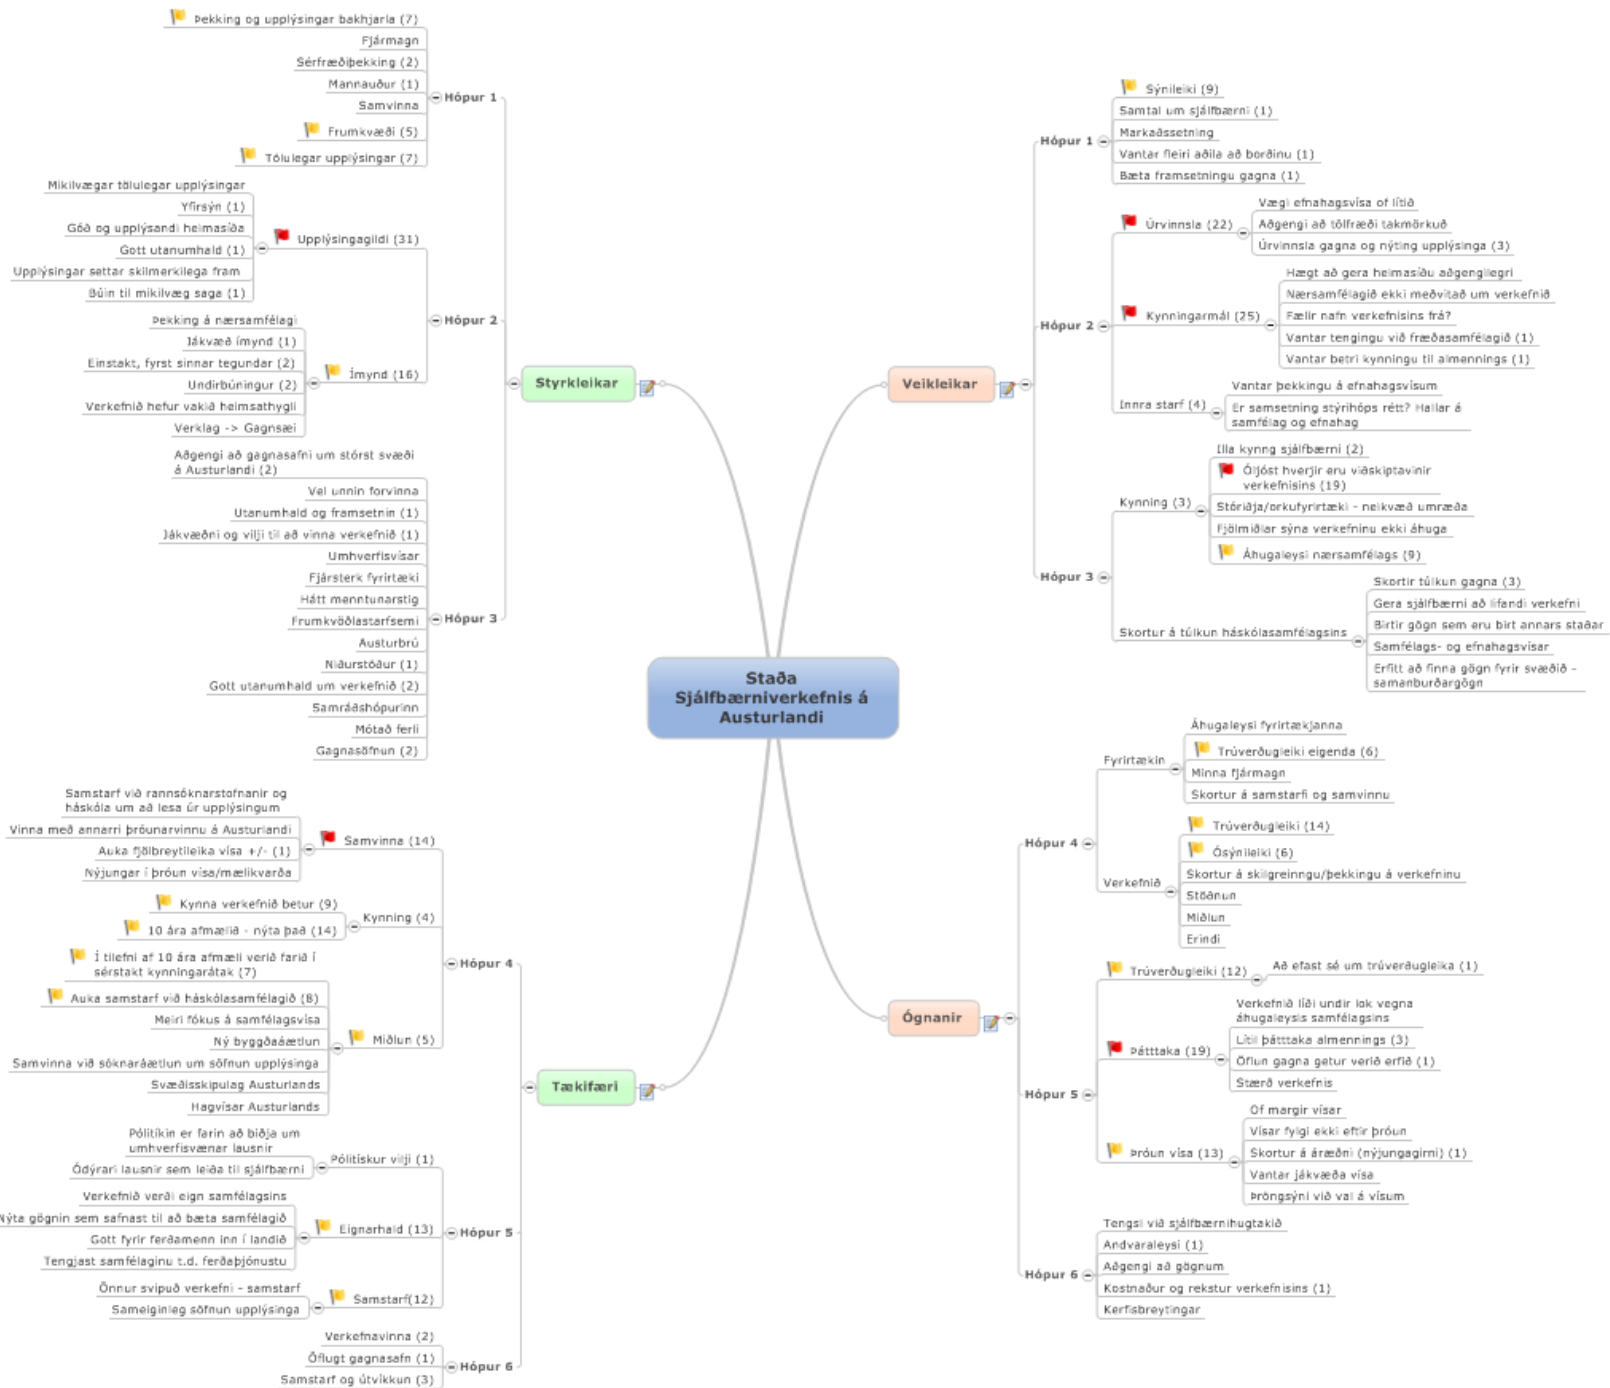 Staða
Sjálfbærniverkefnis á
Austurlandi
Styrkleikar
Hópur 1
Þekking og upplýsingar bakhjarla (7)
Fjármagn
Sérfræðiþekking (2)
Mannauður (1)
Samvinna
Frumkvæði (5)
Tölulegar upplýsingar (7)
Hópur 2
Upplýsingagildi (31)
Mikilvægar tölulegar upplýsingar
Yfirsýn (1)
Góð og upplýsandi heimasíða
Gott utanumhald (1)
Upplýsingar settar skilmerkilega fram
Búin til mikilvæg saga (1)
Ímynd (16)
Þekking á nærsamfélagi
Jákvæð ímynd (1)
Einstakt, fyrst sinnar tegundar (2)
Undirbúningur (2)
Verkefnið hefur vakið heimsathygli
Verklag -> Gagnsæi
Hópur 3
Aðgengi að gagnasafni um stórst svæði
á Austurlandi (2)
Vel unnin forvinna
Utanumhald og framsetnin (1)
Jákvæðni og vilji til að vinna verkefnið (1)
Umhverfisvísar
Fjársterk fyrirtæki
Hátt menntunarstig
Frumkvöðlastarfsemi
Austurbrú
Niðurstöður (1)
Gott utanumhald um verkefnið (2)
Samráðshópurinn
Mótað ferli
Gagnasöfnun (2)
Veikleikar
Hópur 1
Sýnileiki (9)
Samtal um sjálfbærni (1)
Markaðssetning
Vantar fleiri aðila að borðinu (1)
Bæta framsetningu gagna (1)
Hópur 2
Úrvinnsla (22)
Vægi efnahagsvísa of lítið
Aðgengi að tölfræði takmörkuð
Úrvinnsla gagna og nýting upplýsinga (3)
Kynningarmál (25)
Hægt að gera heimasíðu aðgengilegri
Nærsamfélagið ekki meðvitað um verkefnið
Fælir nafn verkefnisins frá?
Vantar tengingu við fræðasamfélagið (1)
Vantar betri kynningu til almennings (1)
Innra starf (4)
Vantar þekkingu á efnahagsvísum
Er samsetning stýrihóps rétt? Hallar á
samfélag og efnahag
Hópur 3
Kynning (3)
Illa kynng sjálfbærni (2)
Óljóst hverjir eru viðskiptavinir
verkefnisins (19)
Stóriðja/orkufyrirtæki - neikvæð umræða
Fjölmiðlar sýna verkefninu ekki áhuga
Áhugaleysi nærsamfélags (9)
Skortur á túlkun háskólasamfélagsins
Skortir túlkun gagna (3)
Gera sjálfbærni að lifandi verkefni
Birtir gögn sem eru birt annars staðar
Samfélags- og efnahagsvísar
Erfitt að finna gögn fyrir svæðið -
samanburðargögn
Tækifæri
Hópur 4
Samvinna (14)
Samstarf við rannsóknarstofnanir og
háskóla um að lesa úr upplýsingum
Vinna með annarri þróunarvinnu á Austurlandi
Auka fjölbreytileika vísa +/- (1)
Nýjungar í þróun vísa/mælikvarða
Kynning (4)
Kynna verkefnið betur (9)
10 ára afmælið - nýta það (14)
Miðlun (5)
Í tilefni af 10 ára afmæli verið farið í
sérstakt kynningarátak (7)
Auka samstarf við háskólasamfélagið (8)
Meiri fókus á samfélagsvísa
Ný byggðaáætlun
Samvinna við sóknaráætlun um söfnun upplýsinga
Svæðisskipulag Austurlands
Hagvísar Austurlands
Hópur 5
Pólitískur vilji (1)
Pólitíkin er farin að biðja um
umhverfisvænar lausnir
Ódýrari lausnir sem leiða til sjálfbærni
Eignarhald (13)
Verkefnið verði eign samfélagsins
Nýta gögnin sem safnast til að bæta samfélagið
Gott fyrir ferðamenn inn í landið
Tengjast samfélaginu t.d. ferðaþjónustu
Samstarf(12)
Önnur svipuð verkefni - samstarf
Sameiginleg söfnun upplýsinga
Hópur 6
Verkefnavinna (2)
Öflugt gagnasafn (1)
Samstarf og útvíkkun (3)
Ógnanir
Hópur 4
Fyrirtækin
Áhugaleysi fyrirtækjanna
Trúverðugleiki eigenda (6)
Minna fjármagn
Skortur á samstarfi og samvinnu
Verkefnið
Trúverðugleiki (14)
Ósýnileiki (6)
Skortur á skilgreinngu/þekkingu á verkefninu
Stöðnun
Miðlun
Erindi
Hópur 5
Trúverðugleiki (12)
Að efast sé um trúverðugleika (1)
Þátttaka (19)
Verkefnið líði undir lok vegna
áhugaleysis samfélagsins
Lítil þátttaka almennings (3)
Öflun gagna getur verið erfið (1)
Stærð verkefnis
Þróun vísa (13)
Of margir vísar
Vísar fylgi ekki eftir þróun
Skortur á áræðni (nýjungagirni) (1)
Vantar jákvæða vísa
Þröngsýni við val á vísum
Hópur 6
Tengsl við sjálfbærnihugtakið
Andvaraleysi (1)
Aðgengi að gögnum
Kostnaður og rekstur verkefnisins (1)
Kerfisbreytingar